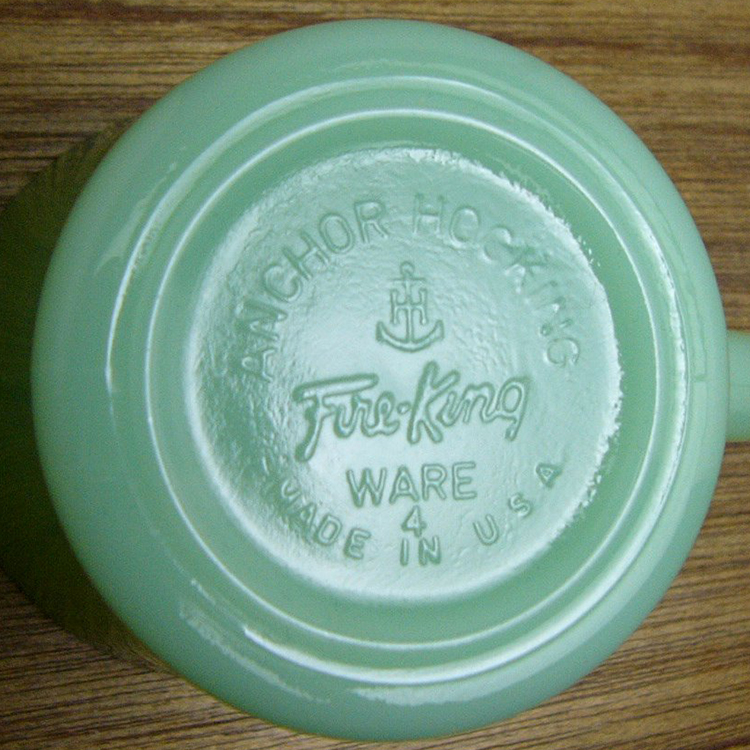 ANCHOR HOCKING
H
Fire-King
WARE
4
MADE IN USA